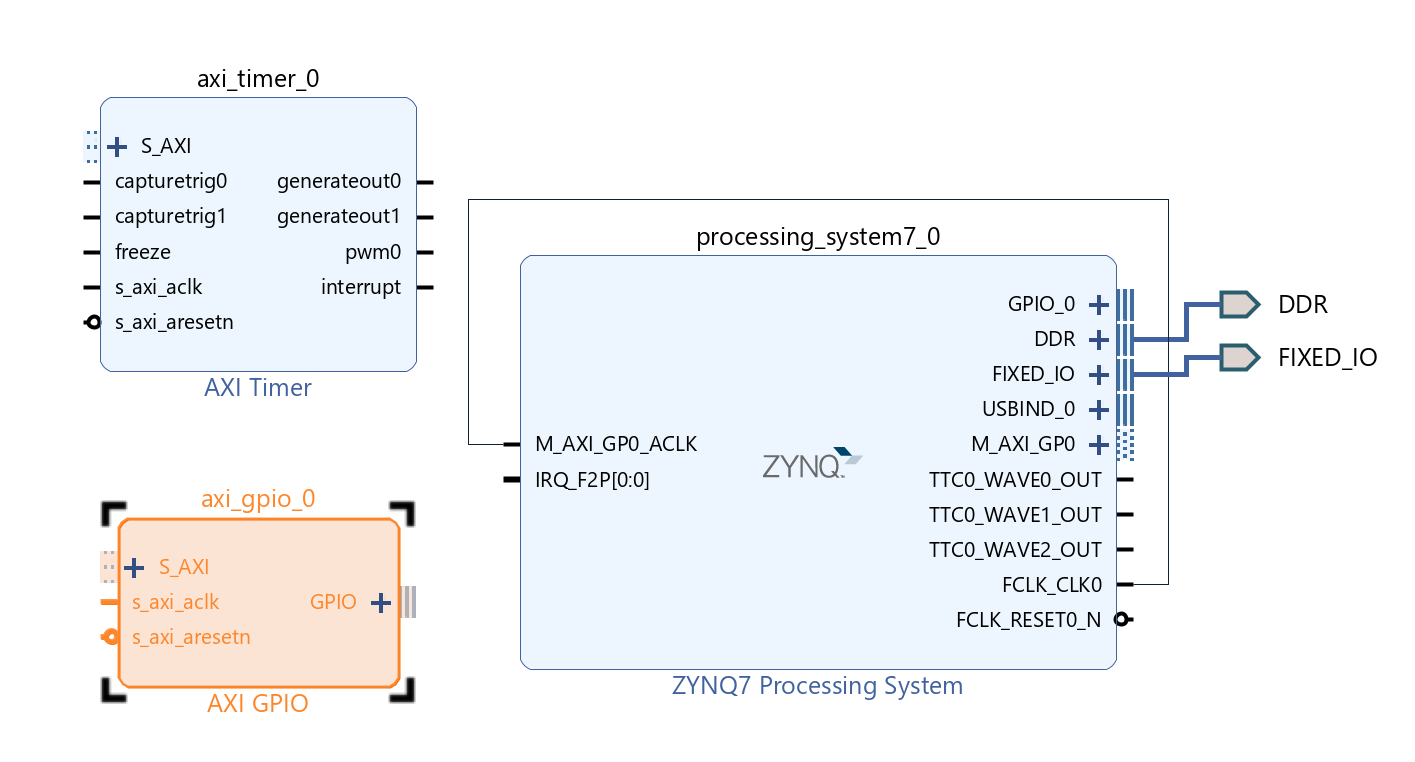 axi_timer_0
S_AXI
capturetrig0 generateout0
capturetrig1 generateout1
freeze pwm0
s_axi_aclk interrupt
s_axi_aresetn
AXI Timer
processing_system7_0
GPIO_0
DDR
FIXED_IO
USBIND_0
M_AXI_GP0_ACLK M_AXI_GP0
IRQ_F2P[0:0] TTC0_WAVE0_OUT
ZYNQ
TTC0_WAVE1_OUT
TTC0_WAVE2_OUT
FCLK_CLK0
FCLK_RESET0_N
ZYNQ7 Processing System
DDR
FIXED_IO
axi_gpio_0
S_AXI
s_axi_aclk GPIO
s_axi_aresetn
AXI GPIO